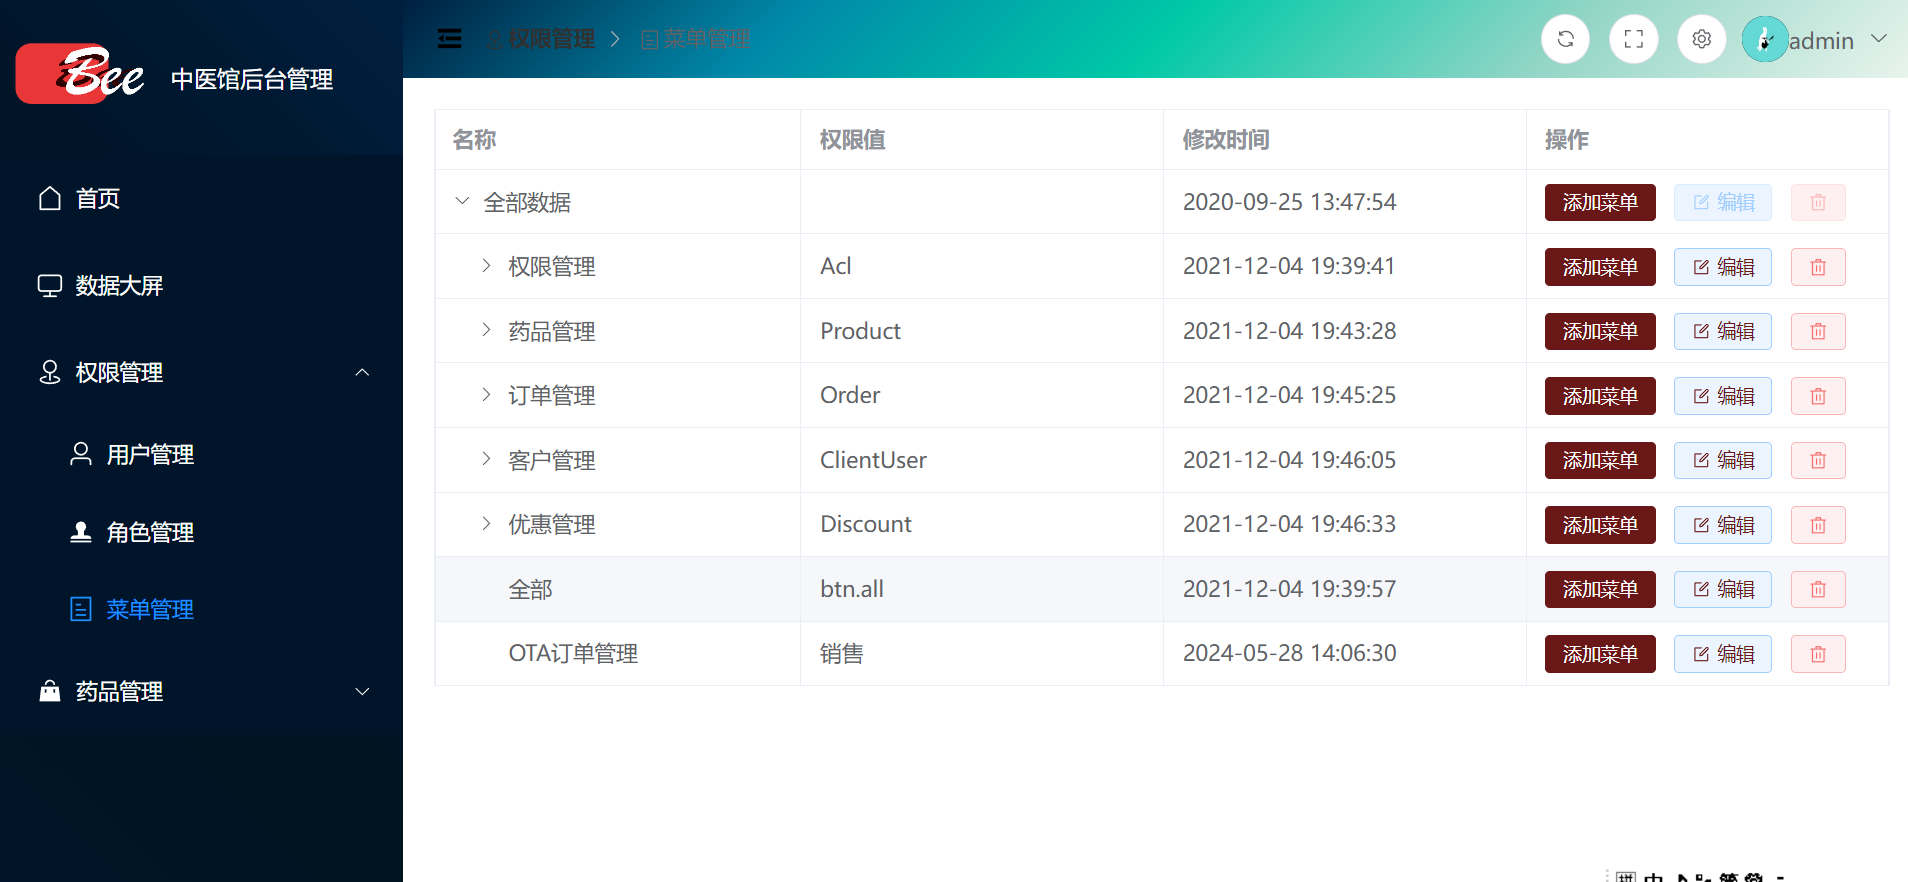 Bee 中医馆后台管理
权限管理 菜单管理
admin
首页
数据大屏
权限管理
用户管理
角色管理
菜单管理
药品管理
名称 权限值 修改时间 操作
全部数据 2020-09-25 13:47:54 添加菜单 编辑
权限管理 Acl 2021-12-04 19:39:41 添加菜单 编辑
药品管理 Product 2021-12-04 19:43:28 添加菜单 编辑
订单管理 Order 2021-12-04 19:45:25 添加菜单 编辑
客户管理 ClientUser 2021-12-04 19:46:05 添加菜单 编辑
优惠管理 Discount 2021-12-04 19:46:33 添加菜单 编辑
全部 btn.all 2021-12-04 19:39:57 添加菜单 编辑
OTA订单管理 销售 2024-05-28 14:06:30 添加菜单 编辑